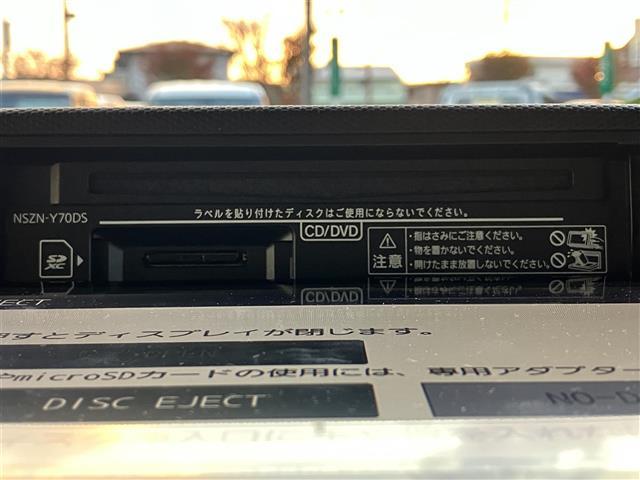 NSZN-Y70DS
ラベルを貼り付けたディスクはご使用にならないでください。
CD/DVD
SD XC
注意
・指はさみにご注意ください。
・物を置かないでください。
・開けたまま放置しないでください。
EJECT
すとディスプレイが閉じます。
microSDカードの使用には、専用アダプター
DISC EJECT